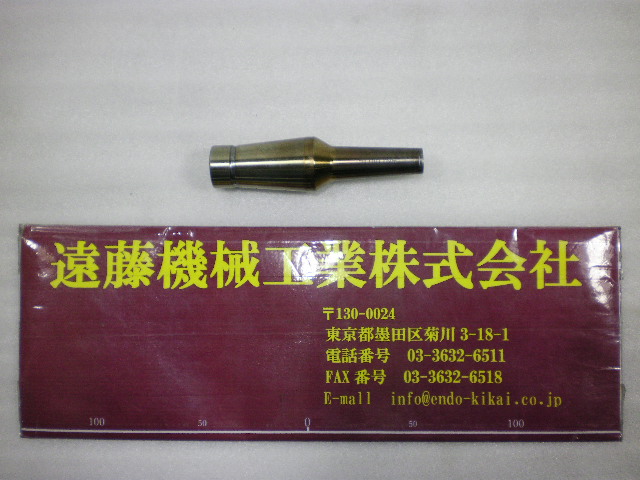 遠藤機械工業株式会社
〒130-0024
東京都墨田区菊川 3-18-1
電話番号 03-3632-6511
FAX 番号 03-3632-6518
E-mail info@endo-kikai.co.jp
100 50 0 50 100